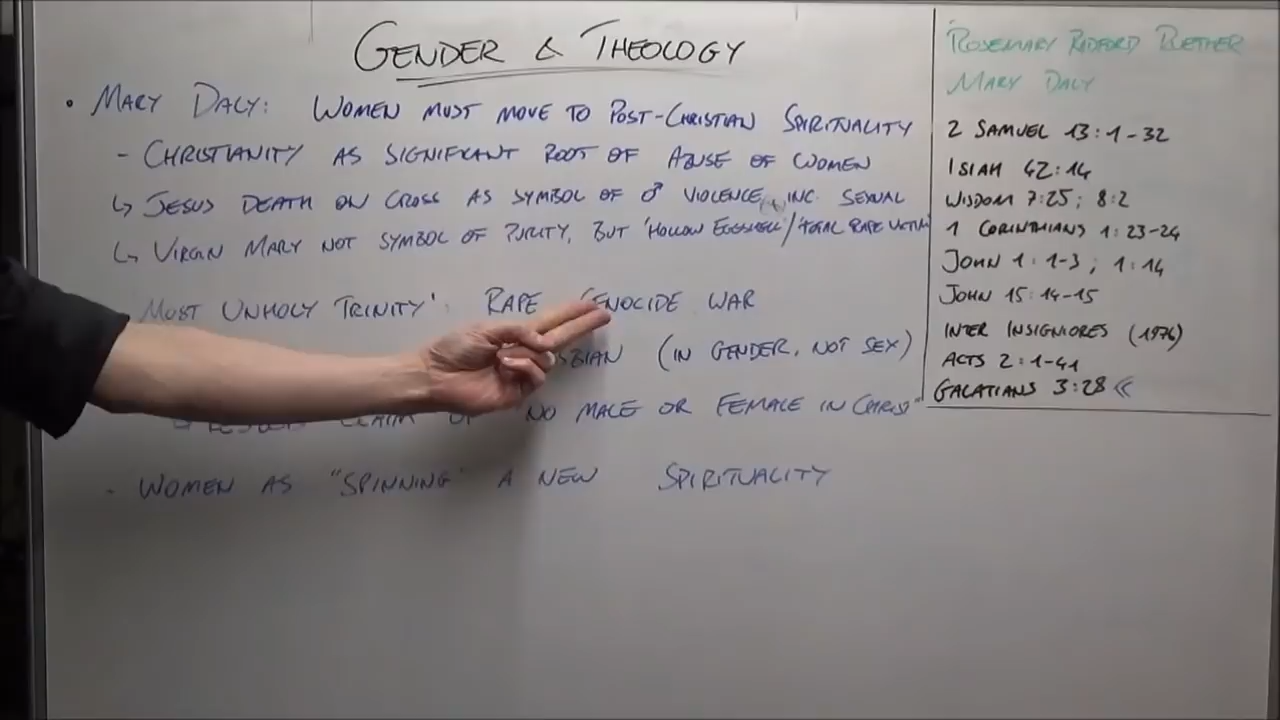 GENDER & THEOLOGY
• MARY DALY: WOMEN MUST MOVE TO POST-CHRISTIAN SPIRITUALITY
- CHRISTIANITY AS SIGNIFICANT ROOT OF ABUSE OF WOMEN
↳ JESUS DEATH ON CROSS AS SYMBOL OF ♂ VIOLENCE, INC. SEXUAL
↳ VIRGIN MARY NOT SYMBOL OF PURITY, BUT 'HOLLOW EGGSHELL'/'TOTAL RAPE VICTIM'
MOST UNHOLY TRINITY': RAPE GENOCIDE WAR
(IN GENDER, NOT SEX)
CLAIM OF "NO MALE OR FEMALE IN CHRIST"
- WOMEN AS "SPINNING" A NEW SPIRITUALITY
ROSEMARY RADFORD RUETHER
MARY DALY
2 SAMUEL 13:1-32
ISIAH 42:14
WISDOM 7:25; 8:2
1 CORINTHIANS 1:23-24
JOHN 1:1-3; 1:14
JOHN 15:14-15
INTER INSIGNIORES (1976)
ACTS 2:1-41
GALATIANS 3:28 <<